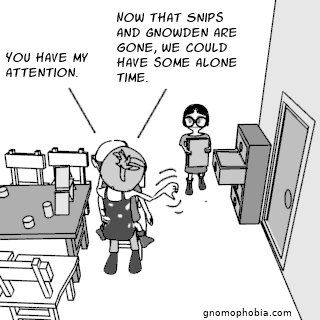 YOU HAVE MY
ATTENTION.
NOW THAT SNIPS
AND GNOWDEN ARE
GONE, WE COULD
HAVE SOME ALONE
TIME.
gnomophobia.com